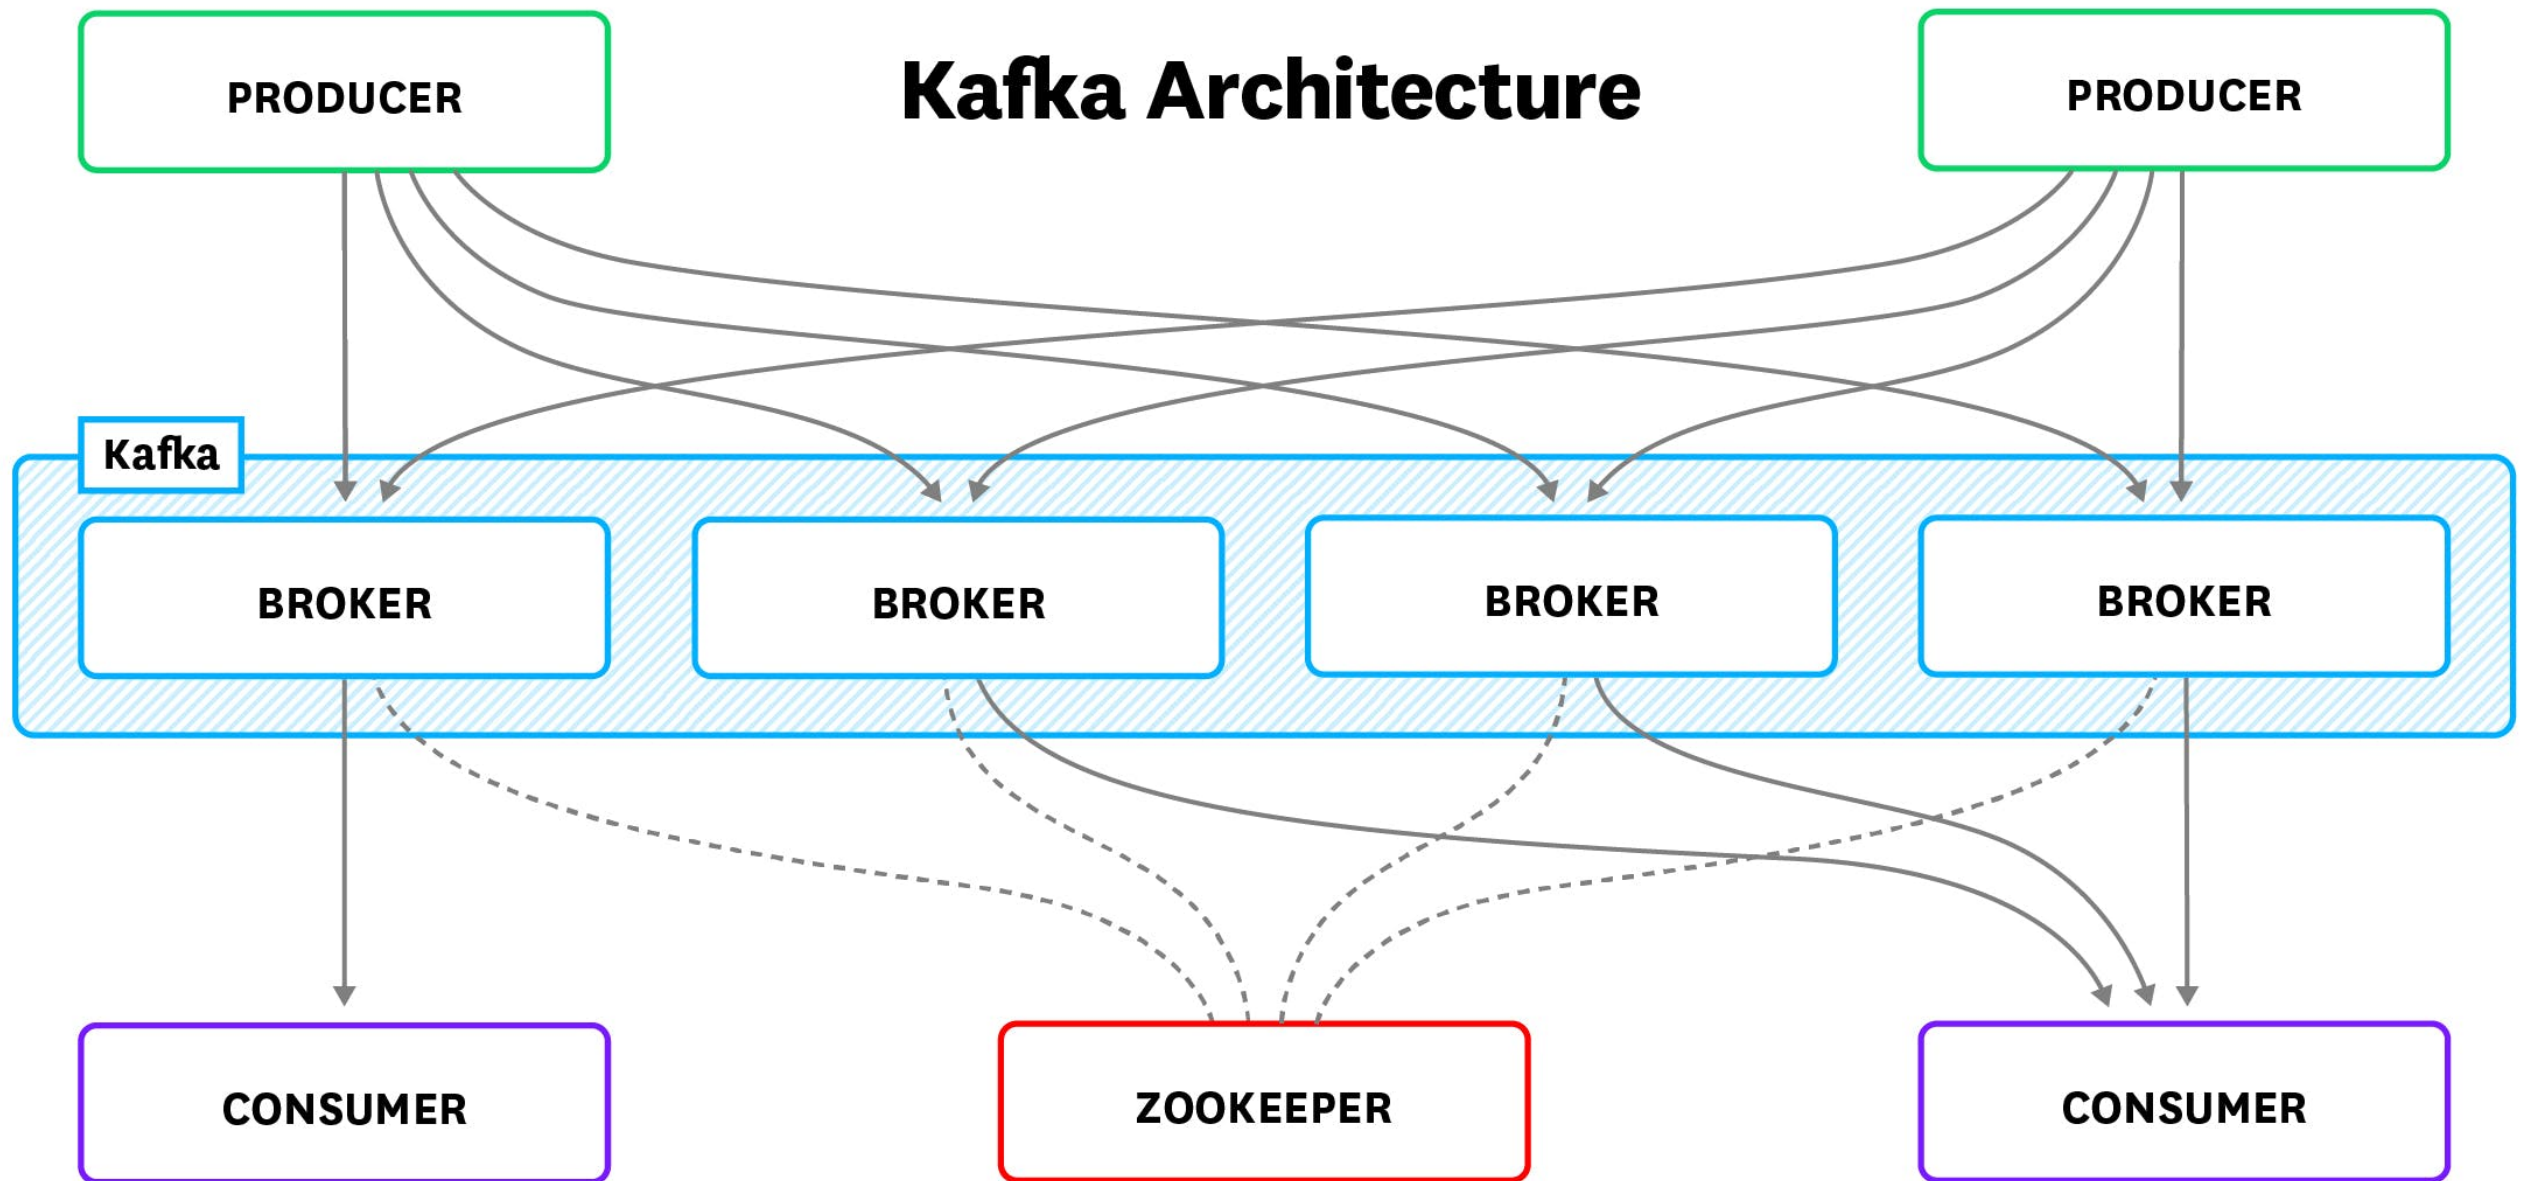 PRODUCER
Kafka Architecture
PRODUCER
Kafka
BROKER
BROKER
BROKER
BROKER
CONSUMER
ZOOKEEPER
CONSUMER